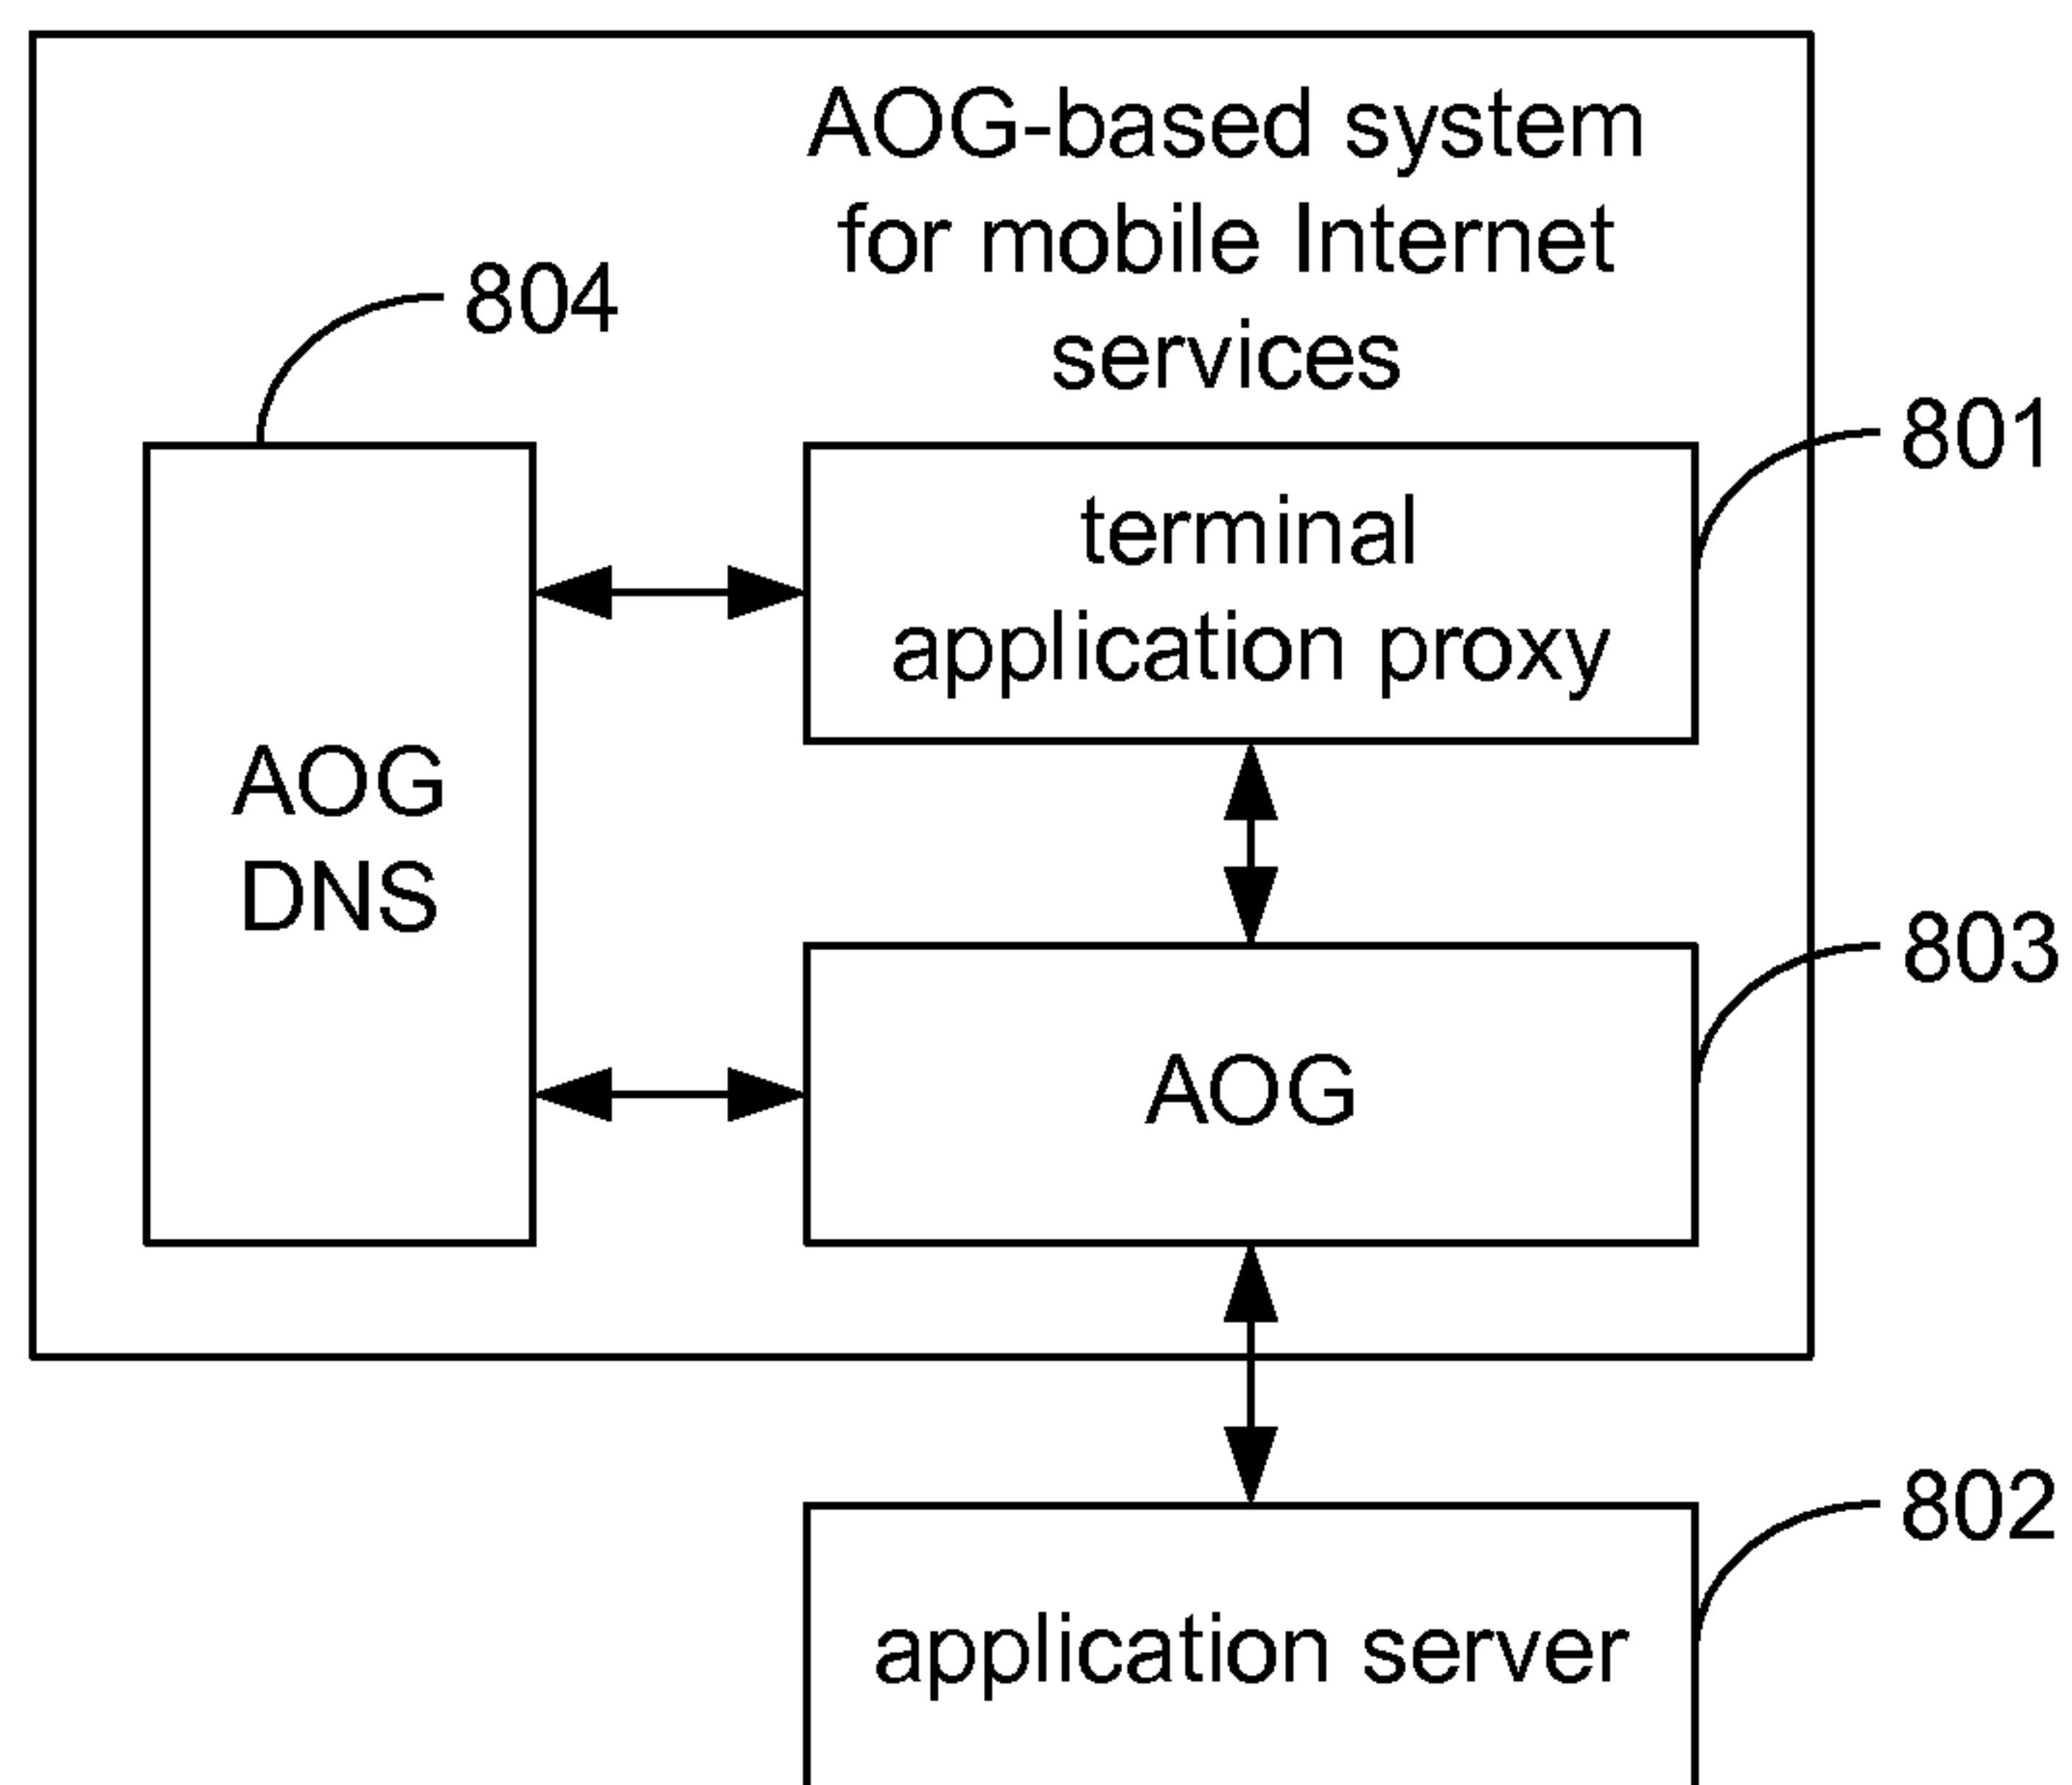 AOG-based system
for mobile Internet
services
804
801
terminal
application proxy
AOG
DNS
803
AOG
802
application server